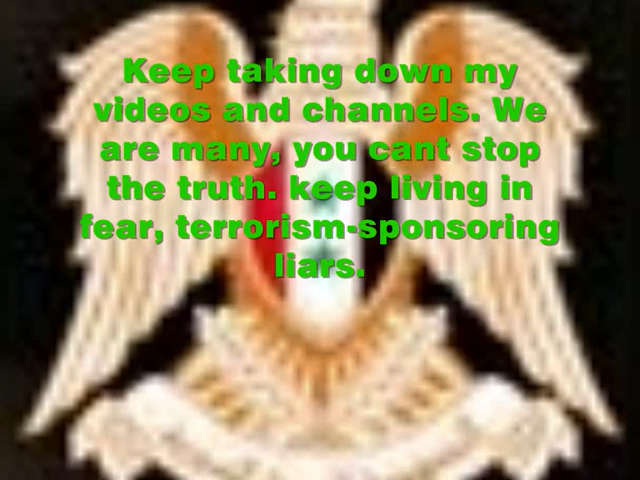 Keep taking down my
videos and channels. We
are many, you cant stop
the truth. keep living in
fear, terrorism-sponsoring
liars.